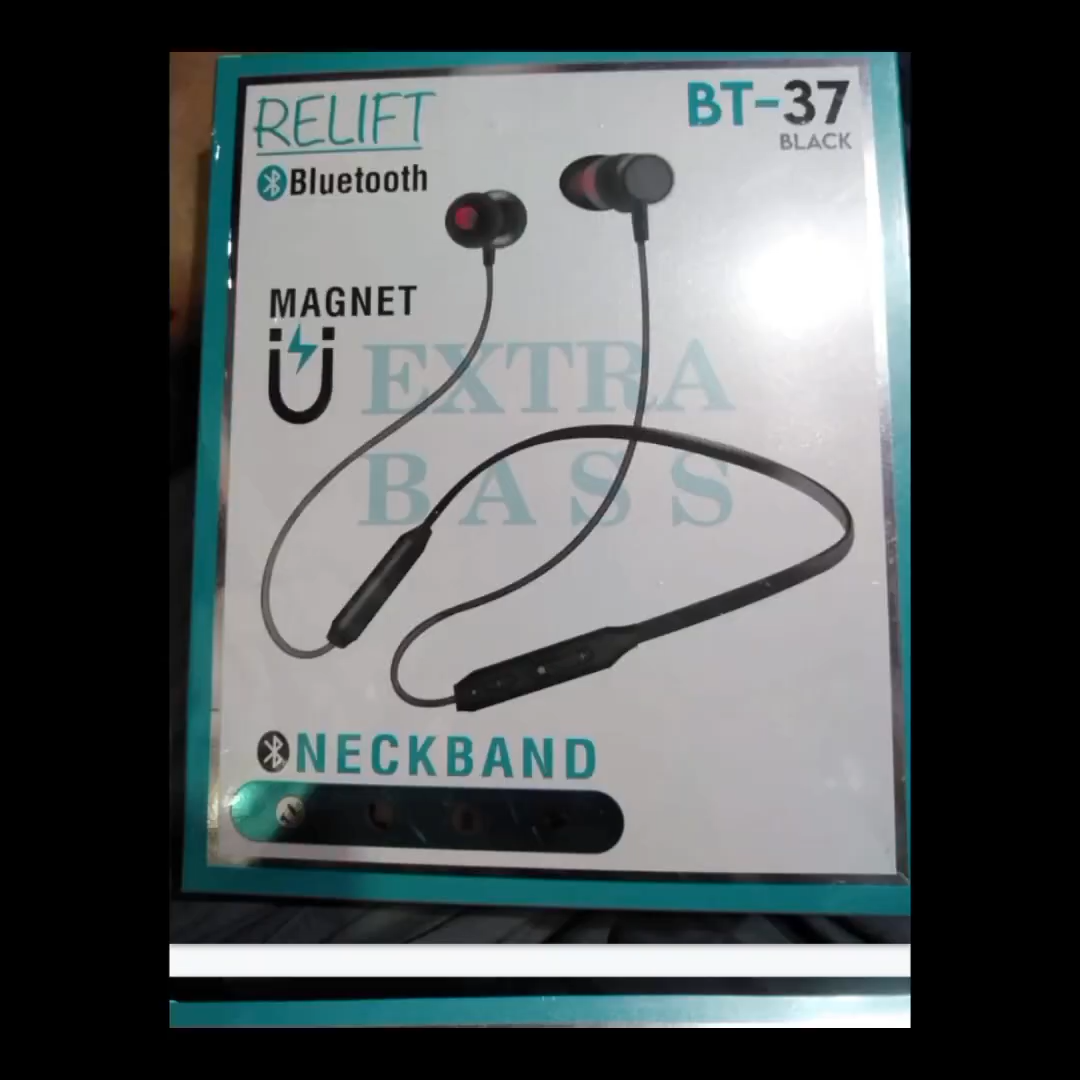 RELIFT
BT-37
BLACK
Bluetooth
MAGNET
EXTRA
BASS
NECKBAND